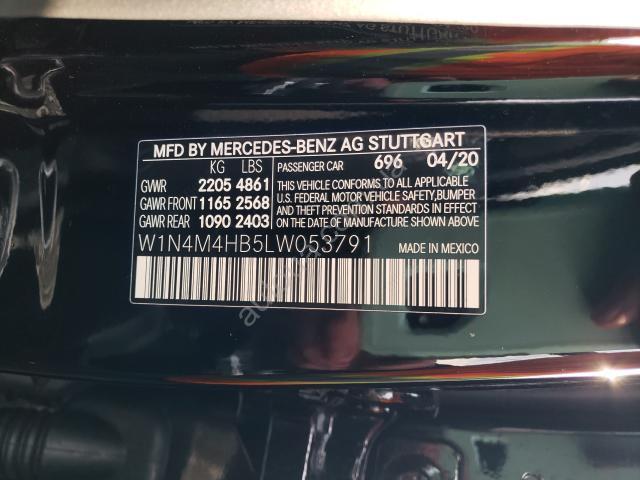 MFD BY MERCEDES-BENZ AG STUTTGART
KG LBS PASSENGER CAR 696 04/20
GVWR 2205 4861
GAWR FRONT 1165 2568
GAWR REAR 1090 2403
THIS VEHICLE CONFORMS TO ALL APPLICABLE
U.S. FEDERAL MOTOR VEHICLE SAFETY,BUMPER
AND THEFT PREVENTION STANDARDS IN EFFECT
ON THE DATE OF MANUFACTURE SHOWN ABOVE.
W1N4M4HB5LW053791 MADE IN MEXICO